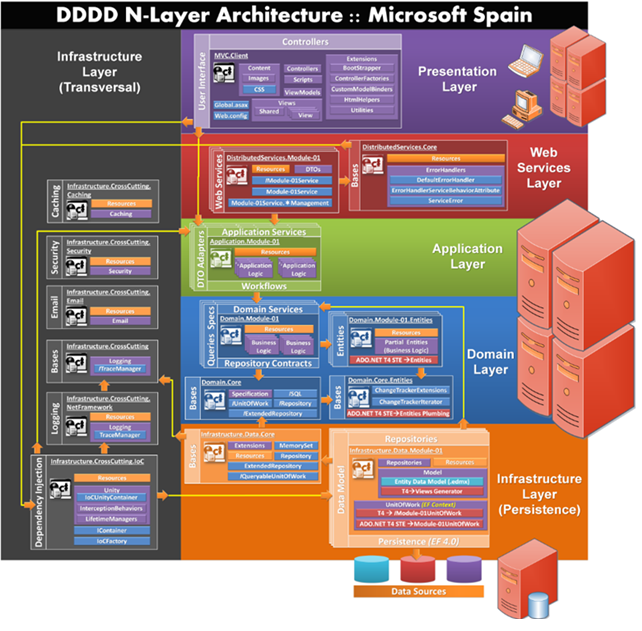 DDDD N-Layer Architecture :: Microsoft Spain
Infrastructure
Layer
(Transversal)
User Interface
Controllers
MVC.Client
Content
Images
CSS
Controllers
Scripts
ViewModels
Extensions
BootStrapper
ControllerFactories
CustomModelBinders
HtmlHelpers
Utilities
Global.asax
Web.config
Views
Shared
View
Presentation
Layer
Web Services
DistributedServices.Module-01
Resources
DTOs
IModule-01Service
Module-01Service
Module-01Service.*Management
Bases
DistributedServices.Core
Resources
ErrorHandlers
DefaultErrorHandler
ErrorHandlerServiceBehaviorAttribute
ServiceError
Web
Services
Layer
Caching
Infrastructure.CrossCutting.
Caching
Resources
Caching
Security
Infrastructure.CrossCutting.
Security
Resources
Security
Email
Infrastructure.CrossCutting.
Email
Resources
Email
Bases
Infrastructure.CrossCutting
Logging
ITraceManager
Logging
Infrastructure.CrossCutting.
NetFramework
Resources
Logging
TraceManager
Dependency Injection
Infrastructure.CrossCutting.IoC
Resources
Unity
IoCUnityContainer
InterceptionBehaviors
LifetimeManagers
IContainer
IoCFactory
DTO Adapters
Application Services
Application.Module-01
Resources
Application
Logic
Application
Logic
Workflows
Application
Layer
Queries Specs
Domain Services
Domain.Module-01
Resources
Business
Logic
Business
Logic
Repository Contracts
Entities
Domain.Module-01.Entities
Resources
Partial Entities
(Business Logic)
ADO.NET T4 STE→Entities
Bases
Domain.Core
Specification
ISQL
IUnitOfWork
IRepository
IExtendedRepository
Bases
Domain.Core.Entities
ChangeTrackerExtensions
ChangeTrackerIterator
ADO.NET T4 STE→Entities Plumbing
Domain
Layer
Bases
Infrastructure.Data.Core
Extensions
MemorySet
Resources
Repository
ExtendedRepository
IQueryableUnitOfWork
Data Model
Repositories
Infrastructure.Data.Module-01
Repositories
Resources
Model
Entity Data Model (.edmx)
T4→Views Generator
UnitOfWork (EF Context)
T4 → IModule-01UnitOfWork
ADO.NET T4 STE→Module-01UnitOfWork
Persistence (EF 4.0)
Infrastructure
Layer
(Persistence)
Data Sources